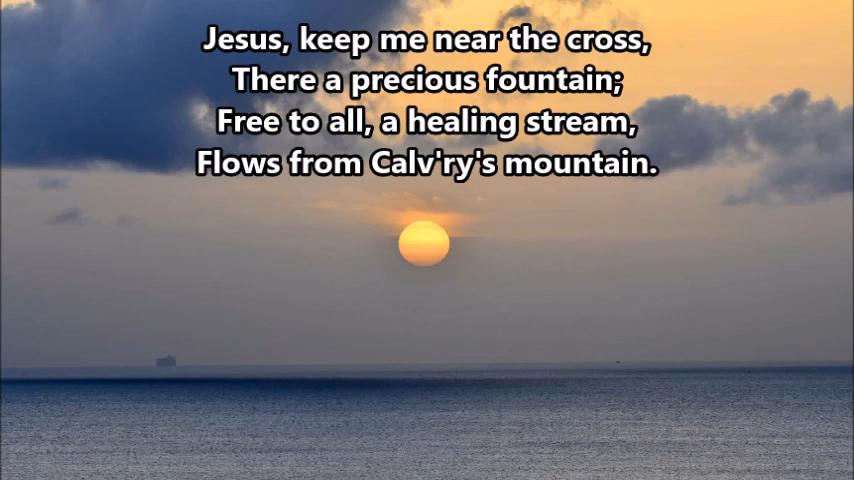 Jesus, keep me near the cross,
There a precious fountain;
Free to all, a healing stream,
Flows from Calv'ry's mountain.